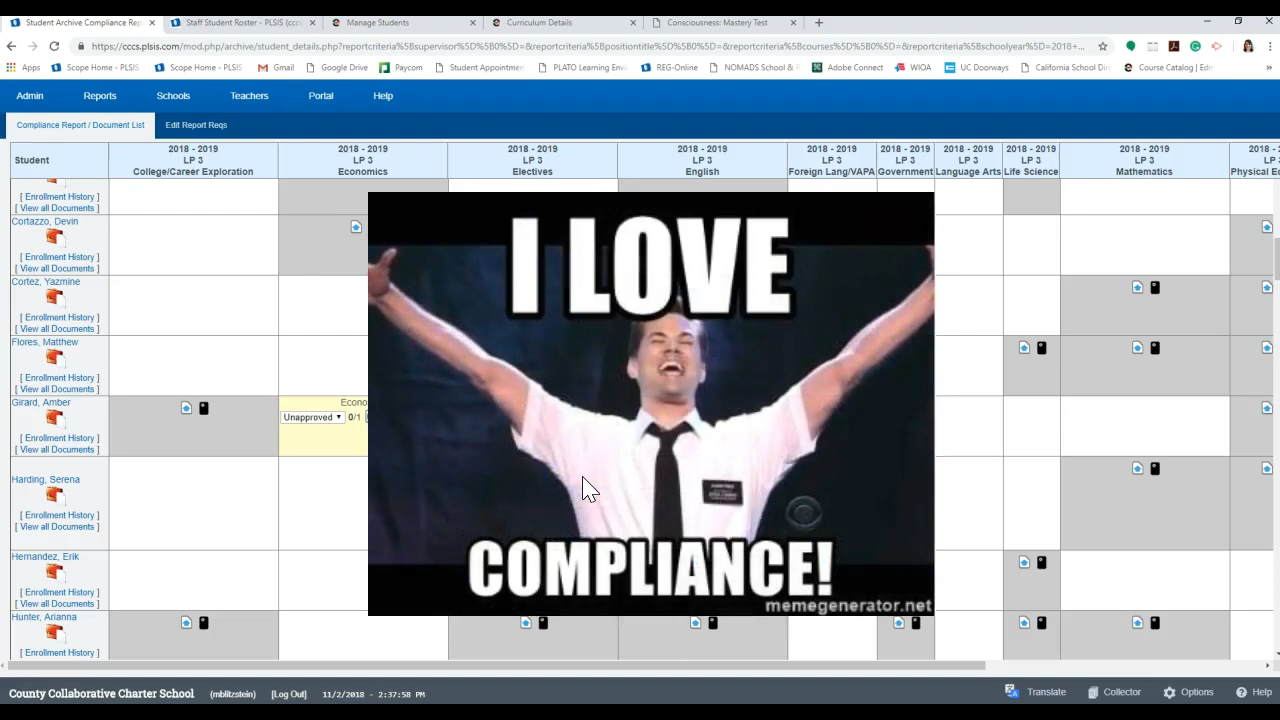 Student Archive Compliance Rep
Staff Student Roster - PLSIS (ccc
Manage Students
Curriculum Details
Consciousness: Mastery Test
https://cccs.plsis.com/mod.php/archive/student_details.php?reportcriteria%5Bsupervisor%5D%5B0%5D=&reportcriteria%5Bpositiontitle%5D%5B0%5D=&reportcriteria%5Bcourses%5D%5B0%5D=&reportcriteria%5Bschoolyear%5D=2018+...
Apps
Scope Home - PLSIS
Scope Home - PLSIS
Gmail
Google Drive
Paycom
Student Appointmen
PLATO Learning Envi
REG-Online
NOMADS School & P
Adobe Connect
WIOA
UC Doorways
California School Dire
Course Catalog | Edm
Admin
Reports
Schools
Teachers
Portal
Help
Compliance Report / Document List
Edit Report Reqs
Student
2018 - 2019
LP 3
College/Career Exploration
2018 - 2019
LP 3
Economics
2018 - 2019
LP 3
Electives
2018 - 2019
LP 3
English
2018 - 2019
LP 3
Foreign Lang/VAPA
2018 - 2019
LP 3
Government
2018 - 2019
LP 3
Language Arts
2018 - 2019
LP 3
Life Science
2018 - 2019
LP 3
Mathematics
2018 - 2
LP 3
Physical Ed
[ Enrollment History ]
[ View all Documents ]
Cortazzo, Devin
[ Enrollment History ]
[ View all Documents ]
Cortez, Yazmine
[ Enrollment History ]
[ View all Documents ]
Flores, Matthew
[ Enrollment History ]
[ View all Documents ]
Girard, Amber
Econo
Unapproved
0/1
[ Enrollment History ]
[ View all Documents ]
Harding, Serena
[ Enrollment History ]
[ View all Documents ]
Hernandez, Erik
[ Enrollment History ]
[ View all Documents ]
Hunter, Arianna
[ Enrollment History ]
I LOVE
COMPLIANCE!
memegenerator.net
County Collaborative Charter School
(mblitzstein)
[Log Out]
11/2/2018 - 2:37:58 PM
Translate
Collector
Options
Help